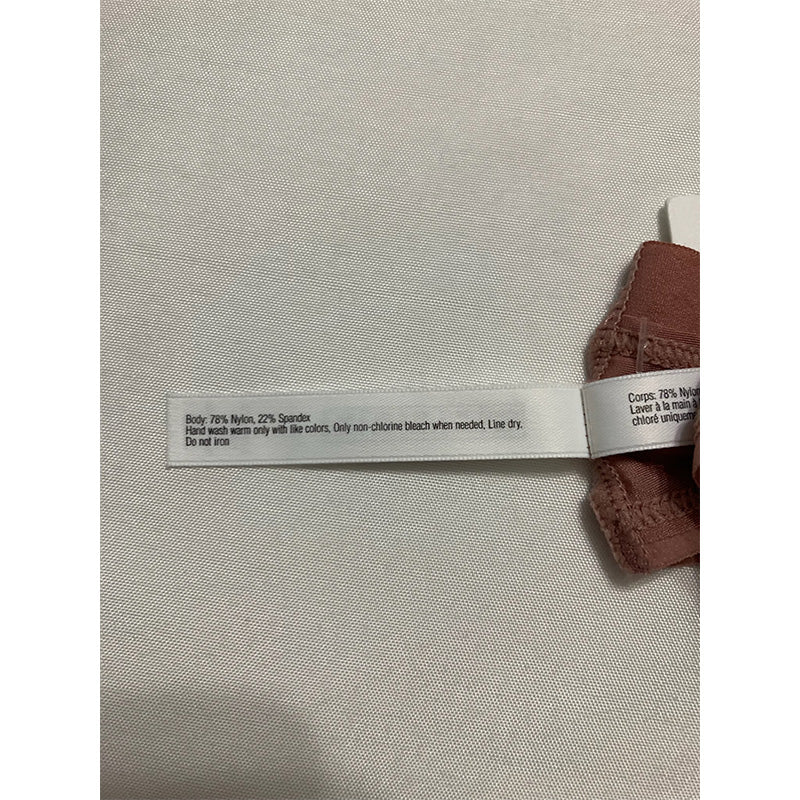 Body: 78% Nylon, 22% Spandex
Hand wash warm only with like colors, Only non-chlorine bleach when needed, Line dry.
Do not iron
Corps: 78% Nylon
Laver à la main à
chloré uniquement